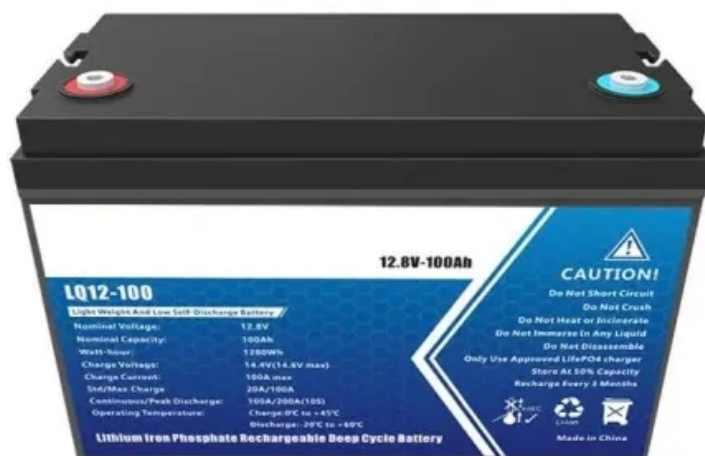 12.8V-100Ah
LQ12-100
Light Weight And Low Self-Discharge Battery
Nominal Voltage: 12.8V
Nominal Capacity: 100Ah
Watt-hour: 1280Wh
Charge Voltage: 14.4V(14.6V max)
Charge Current: 100A max
Std/Max.Charge 20A/100A
Continuous/Peak Discharge: 100A/200A(10S)
Operating Temperature: Charge:0℃ to +45℃
Discharge:-20℃ to +60℃
Lithium Iron Phosphate Rechargeable Deep Cycle Battery
CAUTION!
Do Not Short Circuit
Do Not Crush
Do Not Heat or Incinerate
Do Not Immerse In Any Liquid
Do Not Disassemble
Only Use Approved LifePO4 charger
Store At 50% Capacity
Recharge Every 3 Months
Li-ion
Made in China